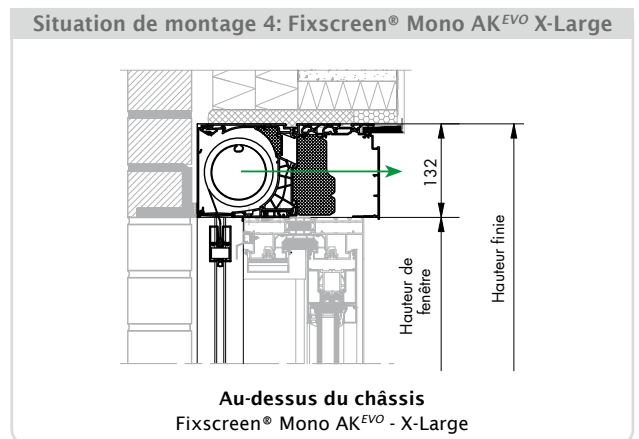 Situation de montage 4: Fixscreen® Mono AKEVO X-Large
132
Hauteur de
fenêtre
Hauteur finie
Au-dessus du châssis
Fixscreen® Mono AKEVO - X-Large